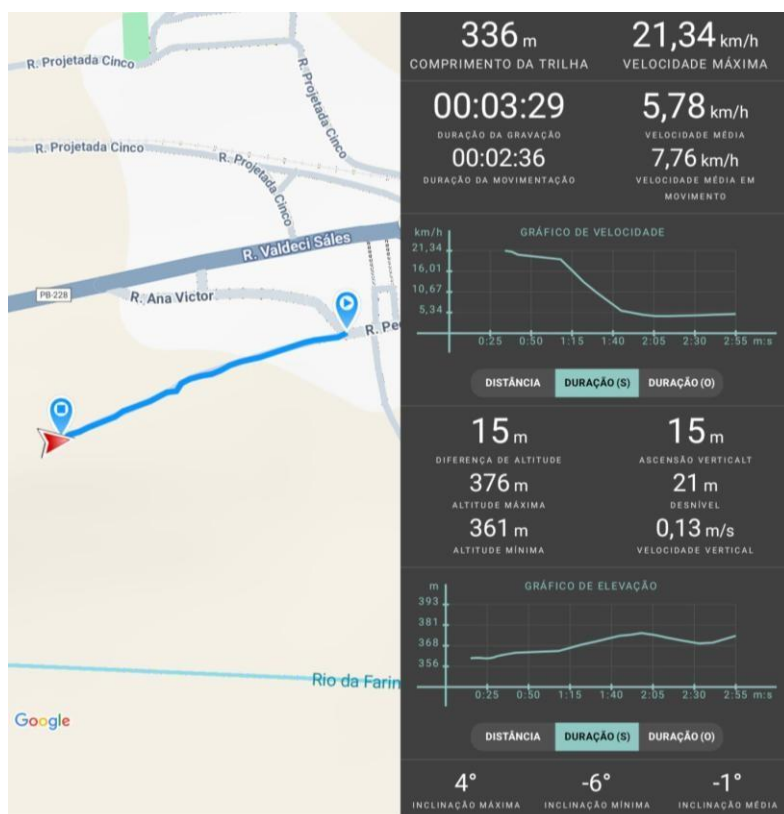 R. Projetada Cinco
R. Projetada Cinco
R. Projetada Cinco
R. Projetada Cinco
R. Valdeci Sáles
PB-228
R. Ana Victor
R. Pe
Rio da Farin
Google
336 m
COMPRIMENTO DA TRILHA
21,34 km/h
VELOCIDADE MÁXIMA
00:03:29
DURAÇÃO DA GRAVAÇÃO
5,78 km/h
VELOCIDADE MÉDIA
00:02:36
DURAÇÃO DA MOVIMENTAÇÃO
7,76 km/h
VELOCIDADE MÉDIA EM
MOVIMENTO
km/h
GRÁFICO DE VELOCIDADE
21,34
16,01
10,67
5,34
0:25 0:50 1:15 1:40 2:05 2:30 2:55 m:s
DISTÂNCIA DURAÇÃO (S) DURAÇÃO (O)
15 m
DIFERENÇA DE ALTITUDE
15 m
ASCENSÃO VERTICALT
376 m
ALTITUDE MÁXIMA
21 m
DESNÍVEL
361 m
ALTITUDE MÍNIMA
0,13 m/s
VELOCIDADE VERTICAL
m
GRÁFICO DE ELEVAÇÃO
393
381
368
356
0:25 0:50 1:15 1:40 2:05 2:30 2:55 m:s
DISTÂNCIA DURAÇÃO (S) DURAÇÃO (O)
4°
INCLINAÇÃO MÁXIMA
-6°
INCLINAÇÃO MÍNIMA
-1°
INCLINAÇÃO MÉDIA